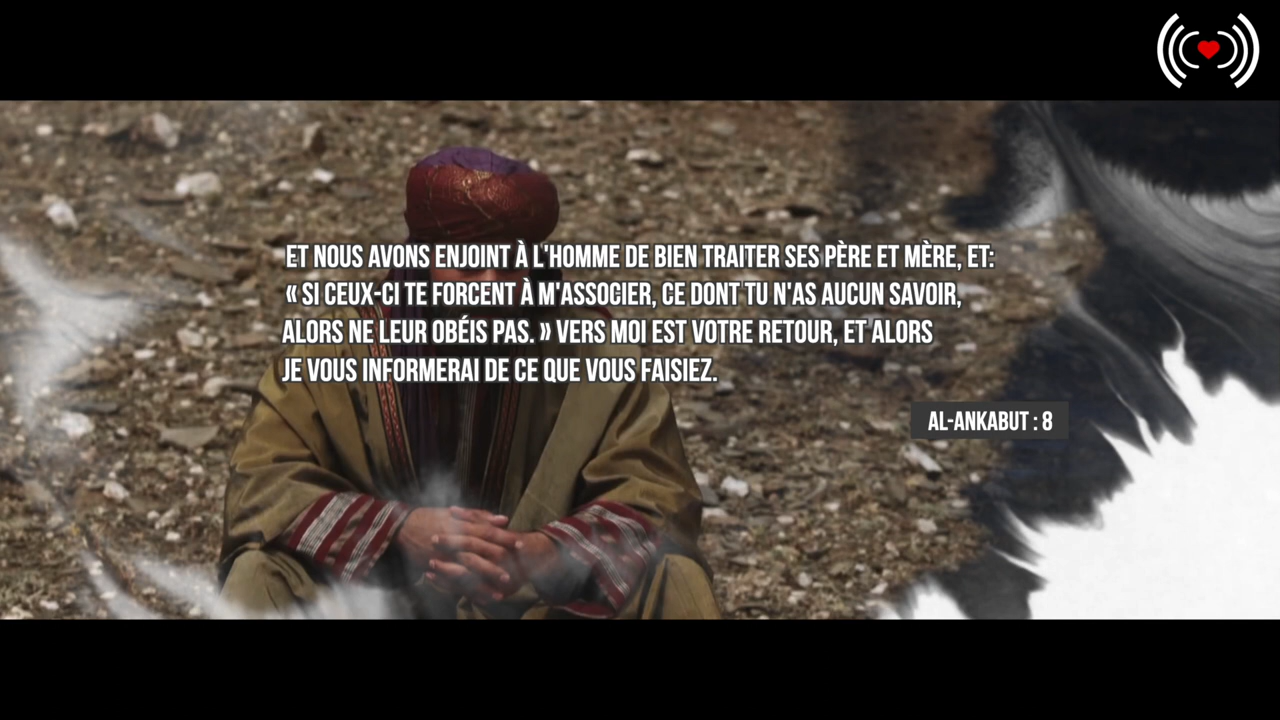 ET NOUS AVONS ENJOINT À L'HOMME DE BIEN TRAITER SES PÈRE ET MÈRE, ET:
« SI CEUX-CI TE FORCENT À M'ASSOCIER, CE DONT TU N'AS AUCUN SAVOIR,
ALORS NE LEUR OBÉIS PAS. » VERS MOI EST VOTRE RETOUR, ET ALORS
JE VOUS INFORMERAI DE CE QUE VOUS FAISIEZ.
AL-ANKABUT : 8